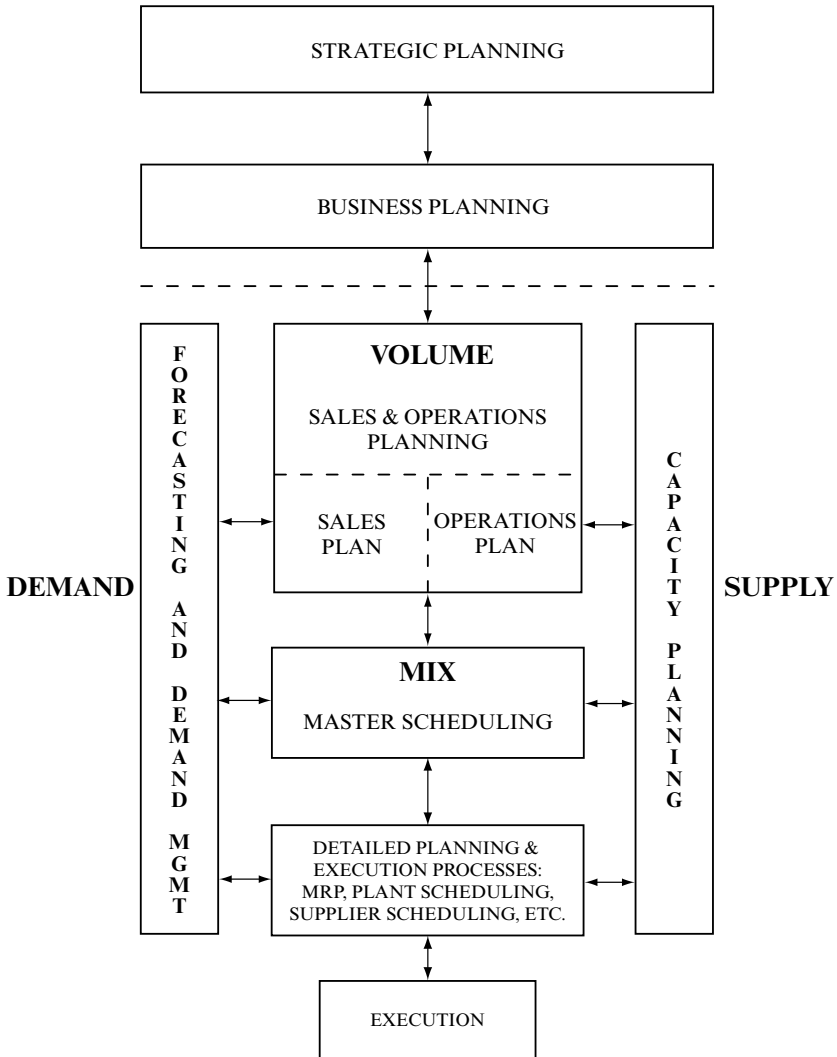 STRATEGIC PLANNING
BUSINESS PLANNING
DEMAND
FORECASTING AND DEMAND MGMT
VOLUME
SALES & OPERATIONS
PLANNING
SALES
PLAN
OPERATIONS
PLAN
MIX
MASTER SCHEDULING
DETAILED PLANNING &
EXECUTION PROCESSES:
MRP, PLANT SCHEDULING,
SUPPLIER SCHEDULING, ETC.
CAPACITY PLANNING
SUPPLY
EXECUTION